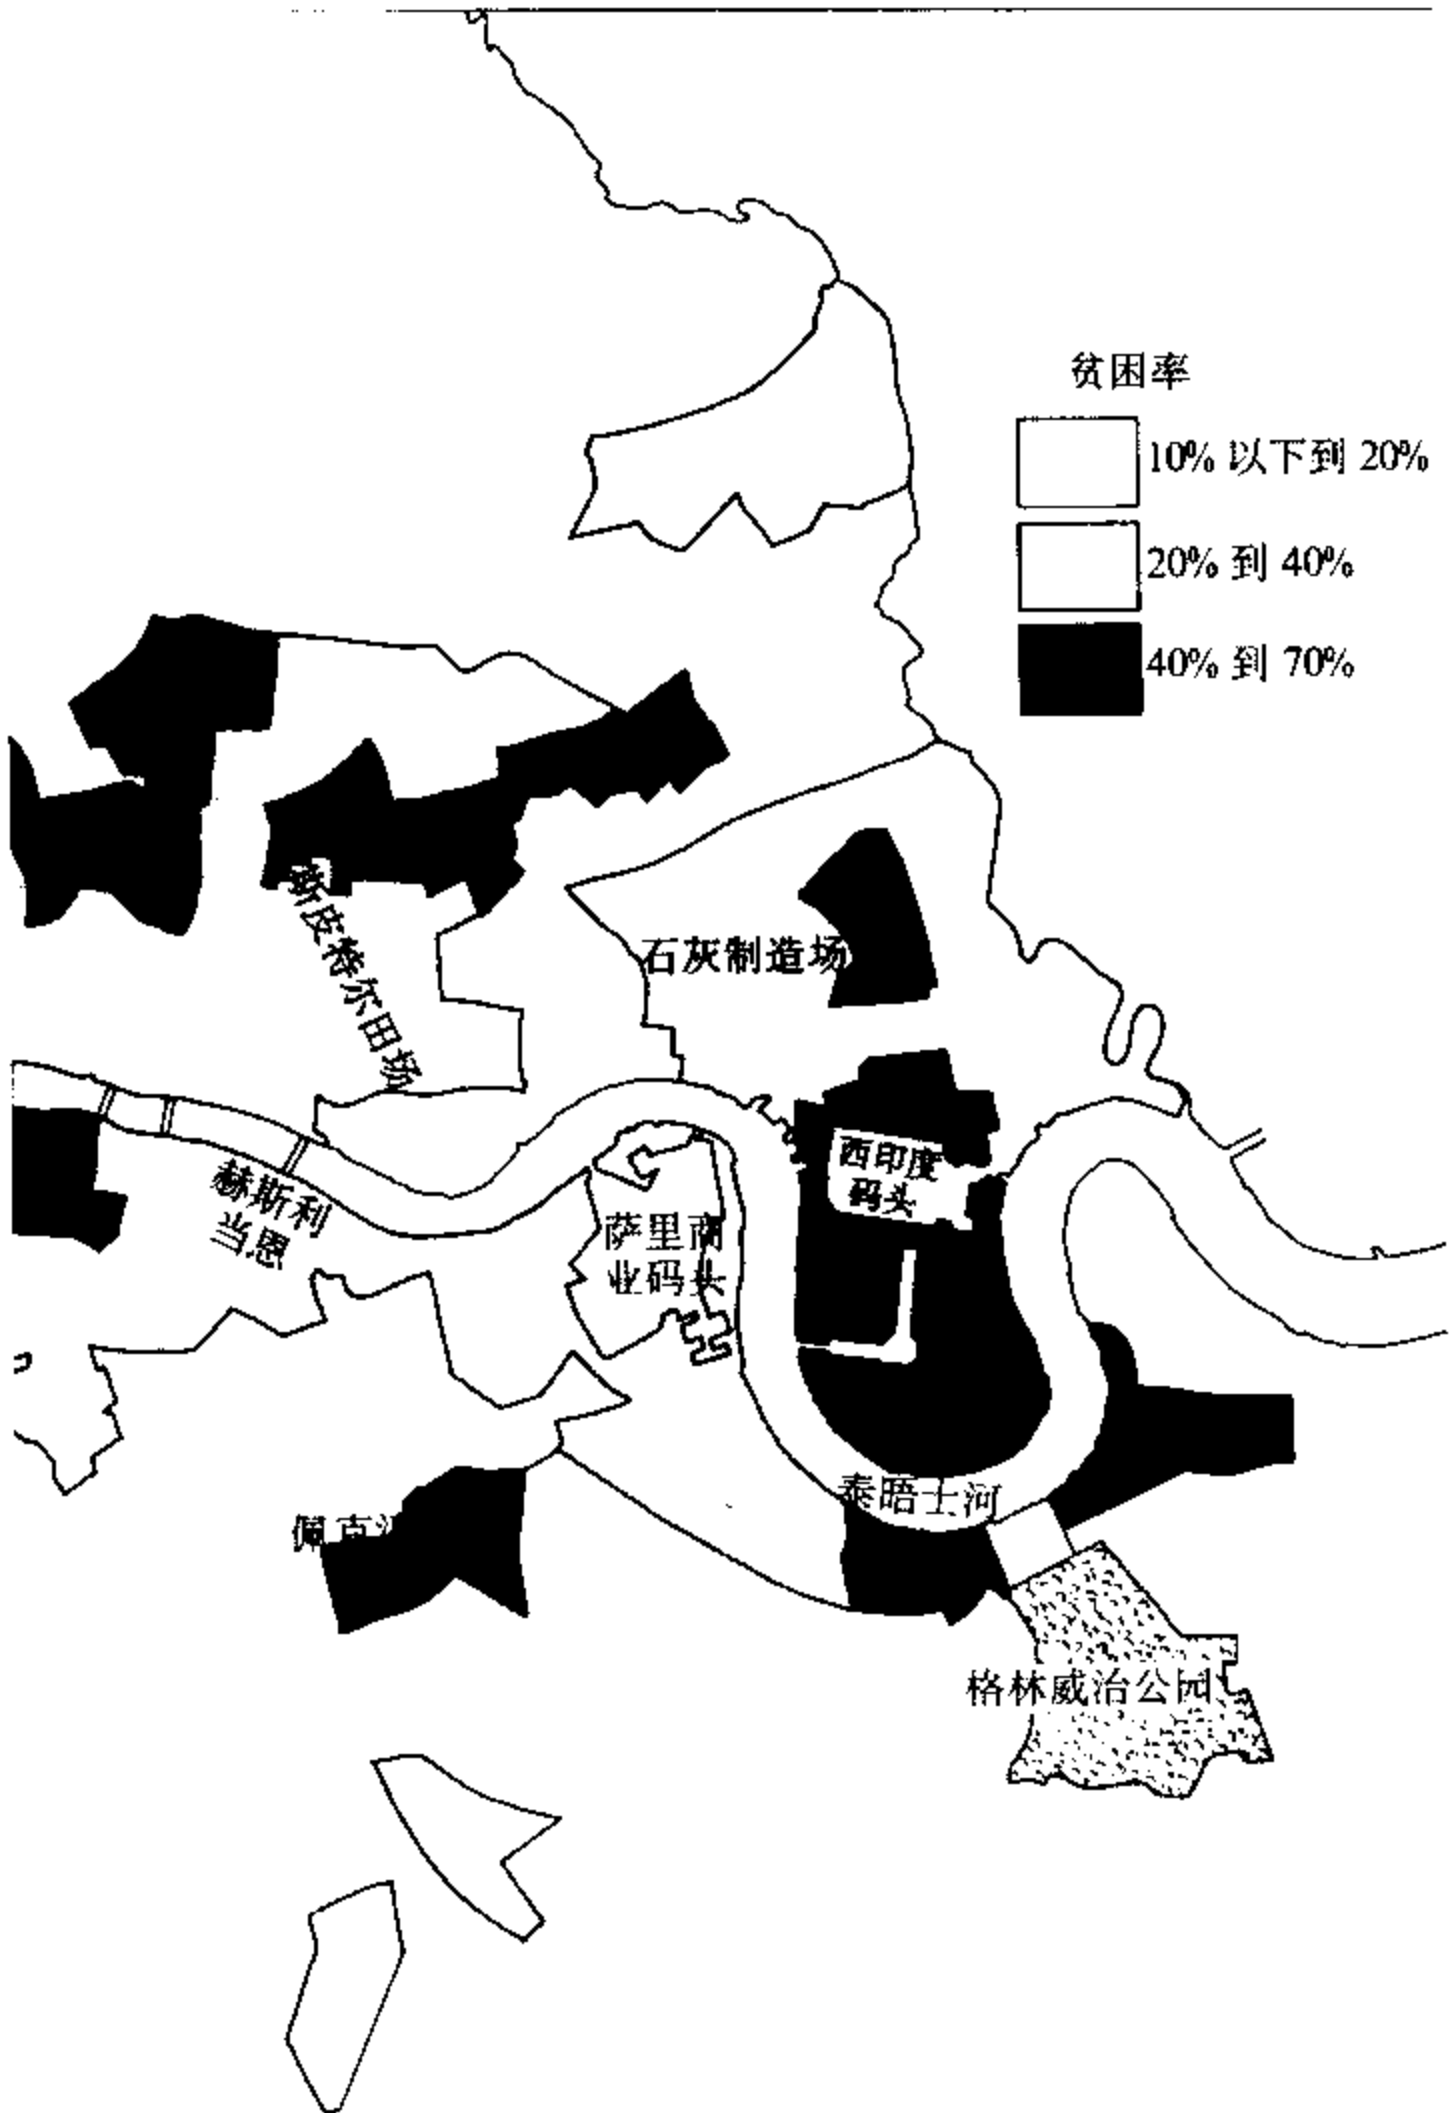 贫困率
10% 以下到 20%
20% 到 40%
40% 到 70%
斯皮特尔田场
石灰制造场
西印度
码头
赫斯利
当恩
萨里商
业码头
泰晤士河
佩克
格林威治公园